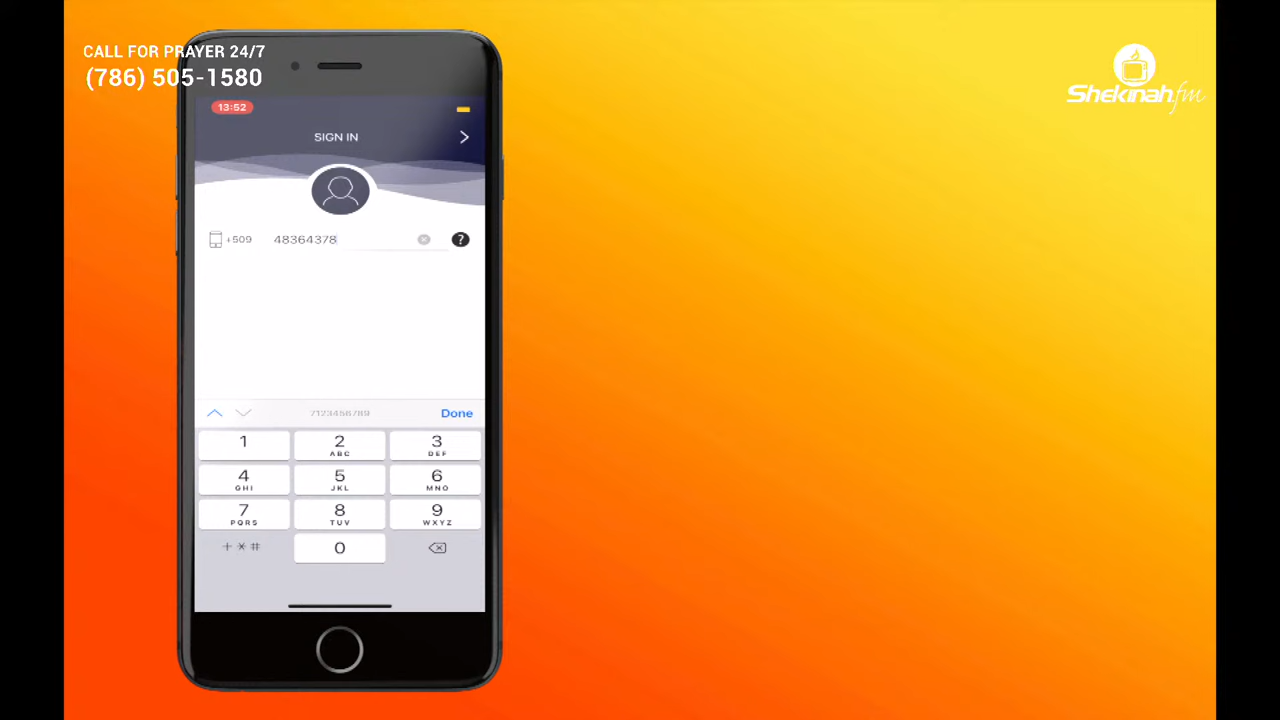 CALL FOR PRAYER 24/7
(786) 505-1580
Shekinah.fm
13:52
SIGN IN
+509 48364378 ?
7123456789 Done
1 2 3
ABC DEF
4 5 6
GHI JKL MNO
7 8 9
PQRS TUV WXYZ
+*# 0